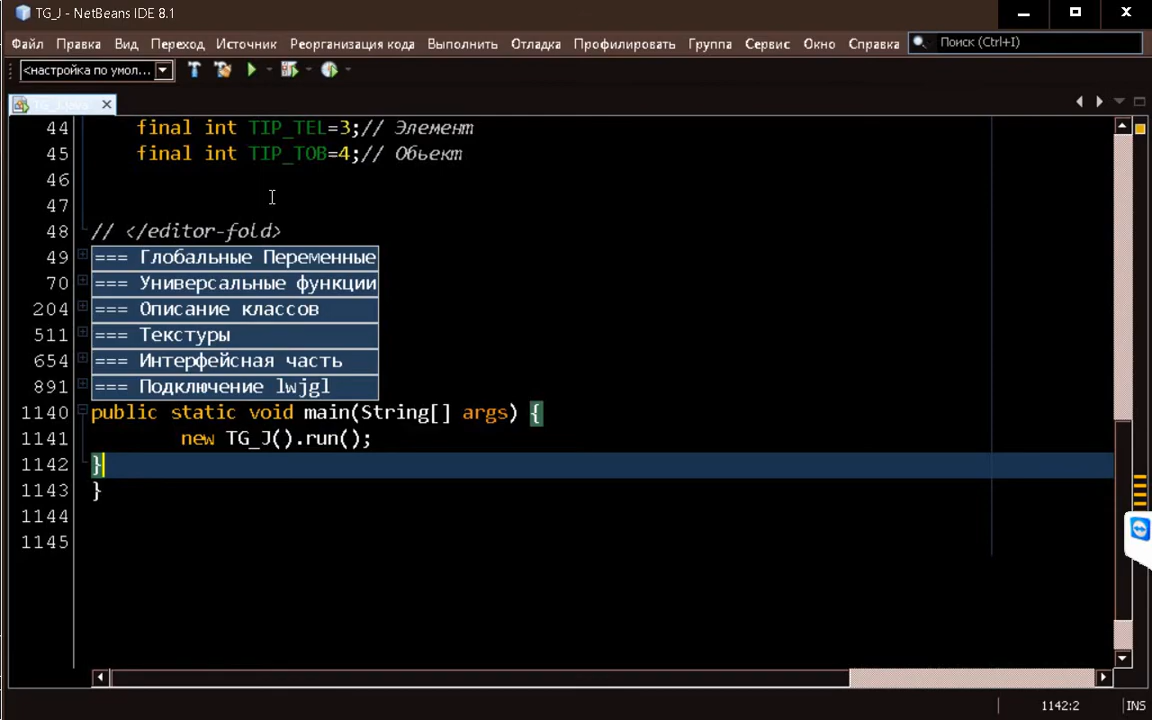 TG_J - NetBeans IDE 8.1
Файл Правка Вид Переход Источник Реорганизация кода Выполнить Отладка Профилировать Группа Сервис Окно Справка Поиск (Ctrl+I)
<настройка по умол...
44 final int TIP_TEL=3;// Элемент
45 final int TIP_TOB=4;// Обьект
46
47
48 // </editor-fold>
49 === Глобальные Переменные
70 === Универсальные функции
204 === Описание классов
511 === Текстуры
654 === Интерфейсная часть
891 === Подключение lwjgl
1140 public static void main(String[] args) {
1141 new TG_J().run();
1142 }
1143 }
1144
1145
1142:2 INS